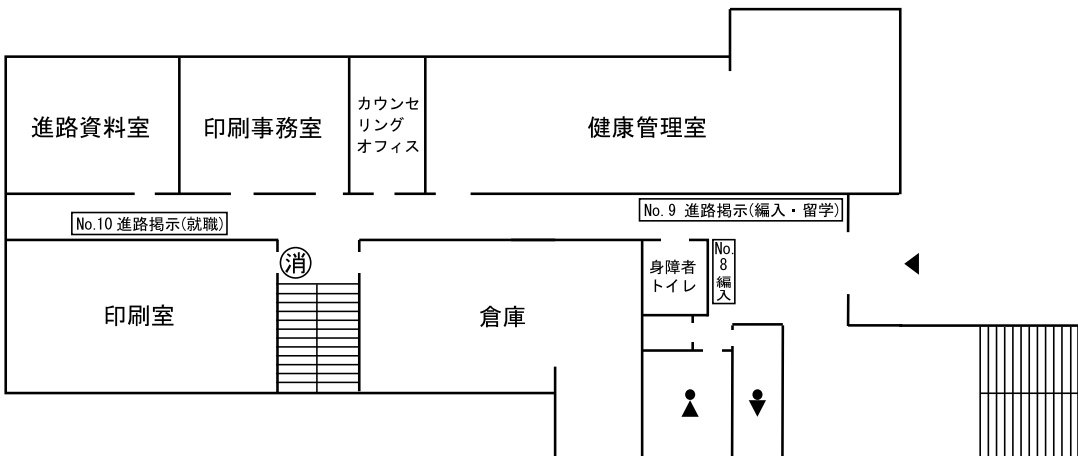 進路資料室
印刷事務室
カウンセ
リング
オフィス
健康管理室
No.10 進路掲示(就職)
No.9 進路掲示(編入・留学)
消
身障者
トイレ
No.
8
編
入
印刷室
倉庫